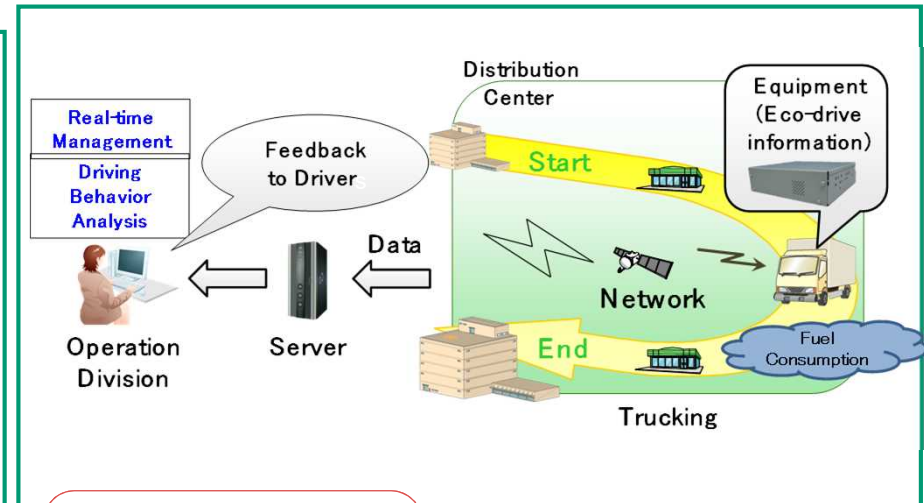 Real-time
Management
Driving
Behavior
Analysis
Feedback
to Drivers
Data
Operation
Division
Server
Distribution
Center
Start
Network
End
Trucking
Equipment
(Eco-drive
information)
Fuel
Consumption